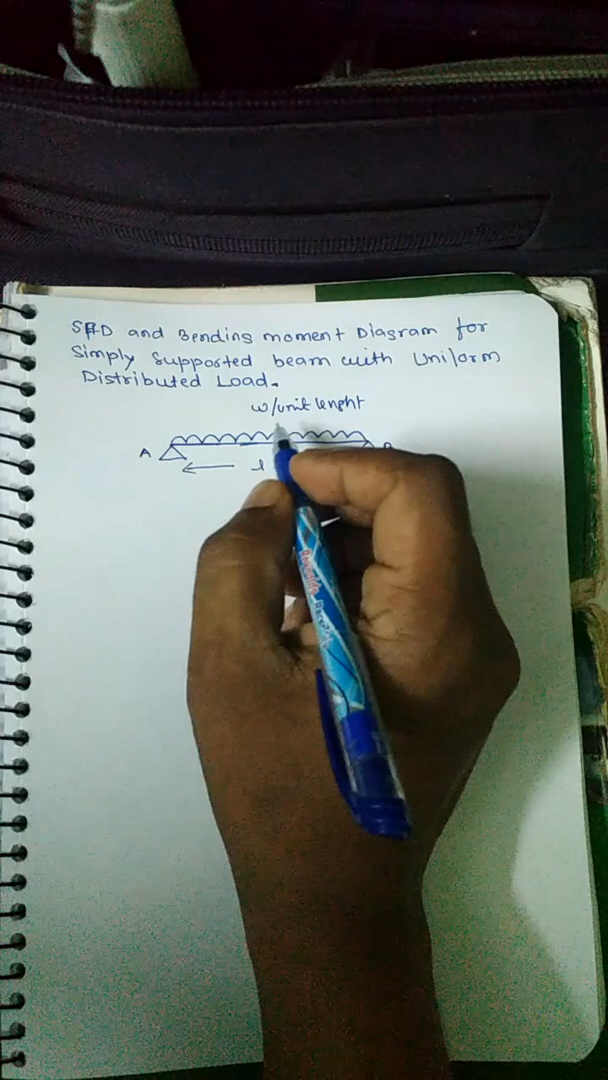 SFD and Bending moment Diagram for
Simply Supported beam with Uniform
Distributed Load.
w/unit lenght
A
l